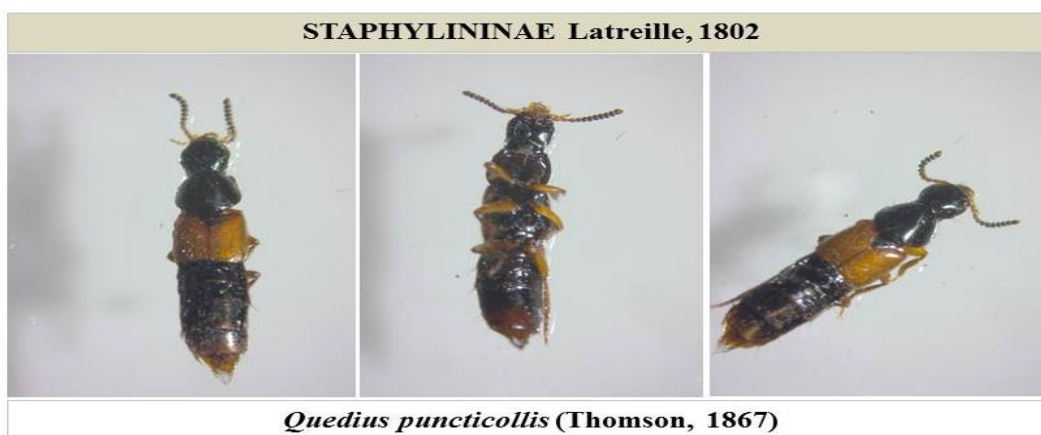 STAPHYLININAE Latreille, 1802
Quedius puncticollis (Thomson, 1867)